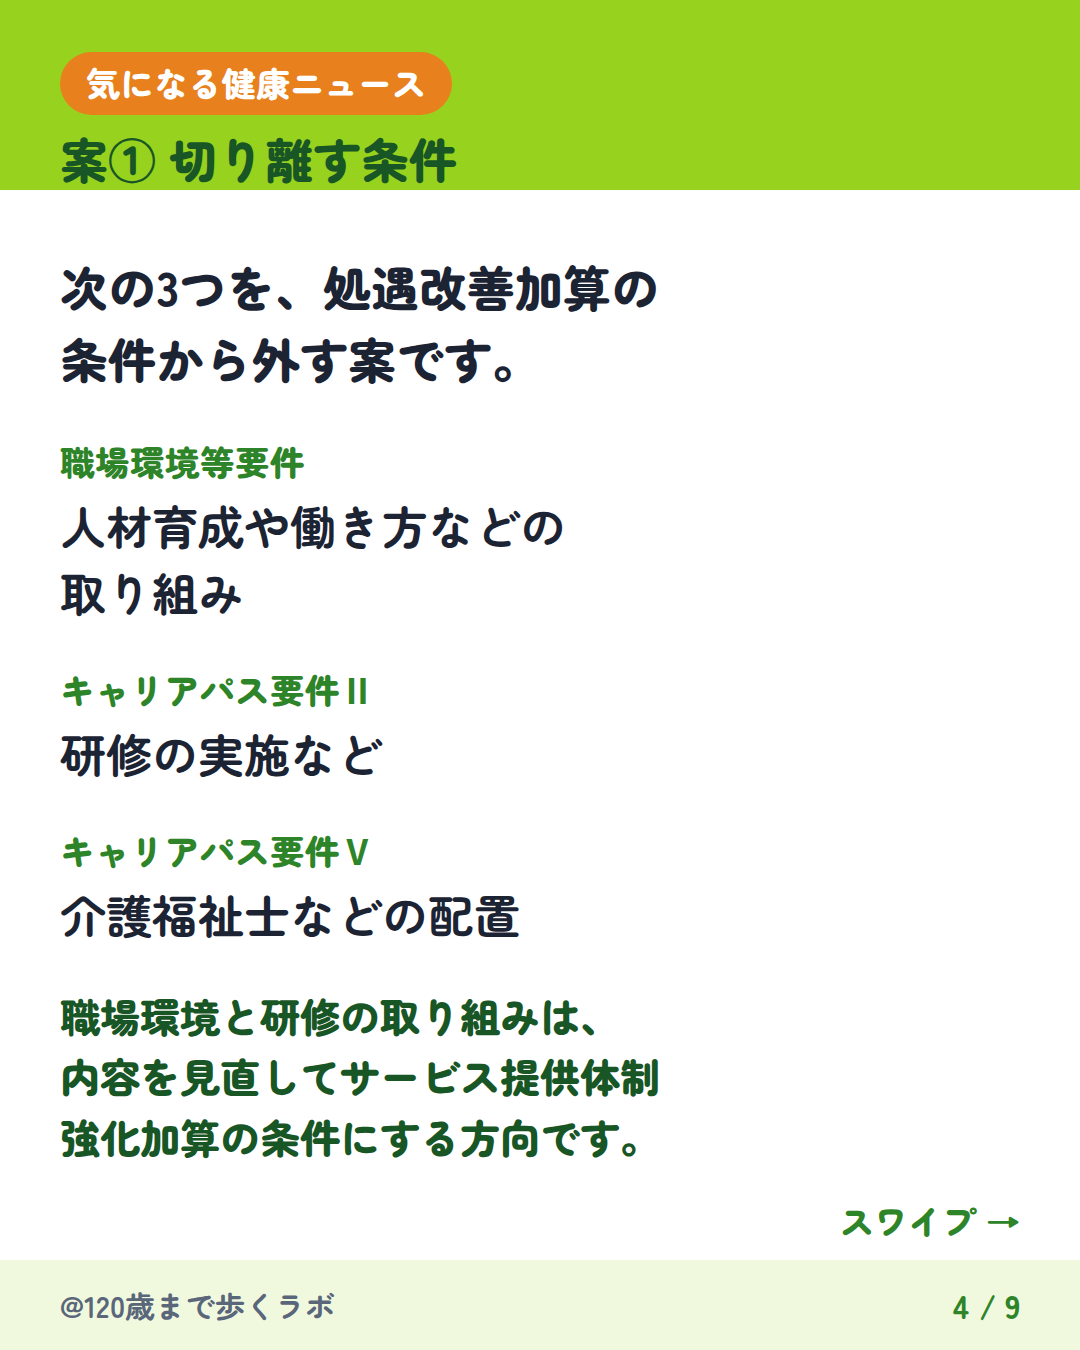 気になる健康ニュース
案① 切り離す条件
次の3つを、処遇改善加算の
条件から外す案です。
職場環境等要件
人材育成や働き方などの
取り組み
キャリアパス要件Ⅱ
研修の実施など
キャリアパス要件Ⅴ
介護福祉士などの配置
職場環境と研修の取り組みは、
内容を見直してサービス提供体制
強化加算の条件にする方向です。
スワイプ →
@120歳まで歩くラボ
4 / 9